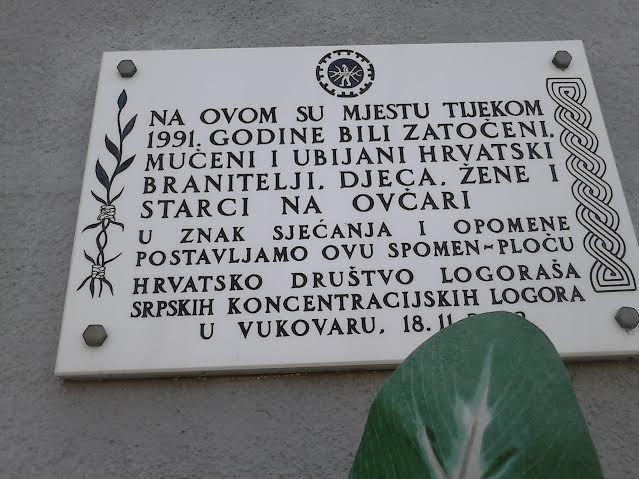 NA OVOM SU MJESTU TIJEKOM
1991. GODINE BILI ZATOČENI,
MUČENI I UBIJANI HRVATSKI
BRANITELJI, DJECA, ŽENE I
STARCI NA OVČARI
U ZNAK SJEĆANJA I OPOMENE
POSTAVLJAMO OVU SPOMEN-PLOČU
HRVATSKO DRUŠTVO LOGORAŠA
SRPSKIH KONCENTRACIJSKIH LOGORA
U VUKOVARU, 18.11.